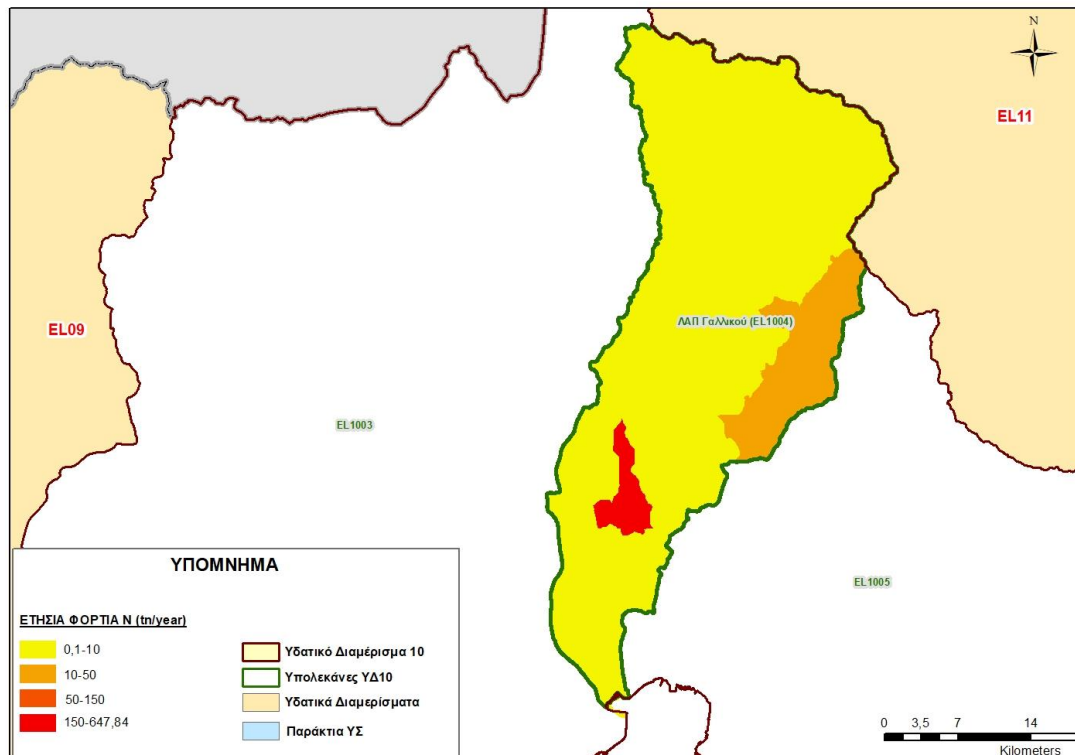 N
EL11
EL09
ΛΑΠ Γαλλικού (EL1004)
EL1003
EL1005
ΥΠΟΜΝΗΜΑ
ΕΤΗΣΙΑ ΦΟΡΤΙΑ Ν (tn/year)
0,1-10
10-50
50-150
150-647,84
Υδατικό Διαμέρισμα 10
Υπολεκάνες ΥΔ10
Υδατικά Διαμερίσματα
Παράκτια ΥΣ
0 3,5 7 14
Kilometers